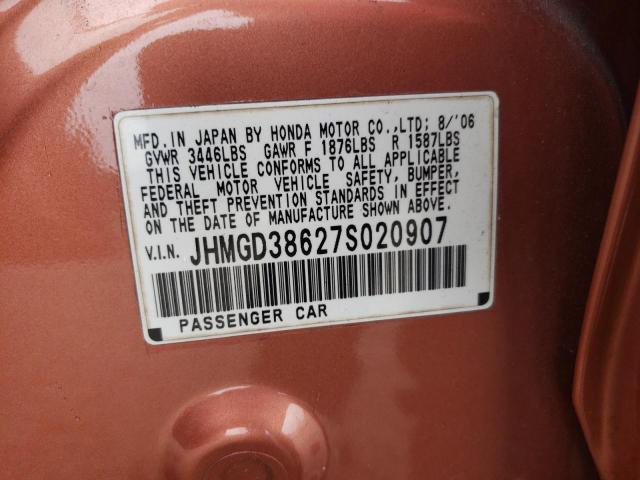 MFD. IN JAPAN BY HONDA MOTOR CO.,LTD; 8/'06
GVWR 3446LBS GAWR F 1876LBS R 1587LBS
THIS VEHICLE CONFORMS TO ALL APPLICABLE
FEDERAL MOTOR VEHICLE SAFETY, BUMPER,
AND THEFT PREVENTION STANDARDS IN EFFECT
ON THE DATE OF MANUFACTURE SHOWN ABOVE.
V.I.N. JHMGD38627S020907
PASSENGER CAR